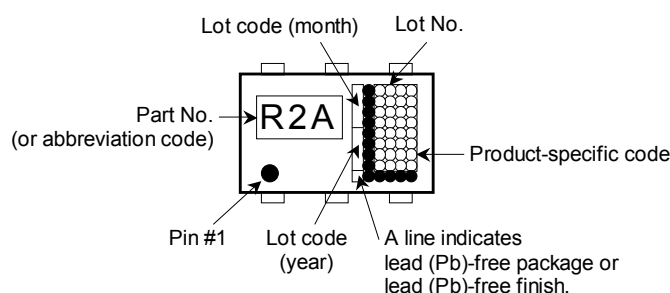 Lot code (month)
Lot No.
Part No.
(or abbreviation code)
R2A
Product-specific code
Pin #1
Lot code
(year)
A line indicates
lead (Pb)-free package or
lead (Pb)-free finish.